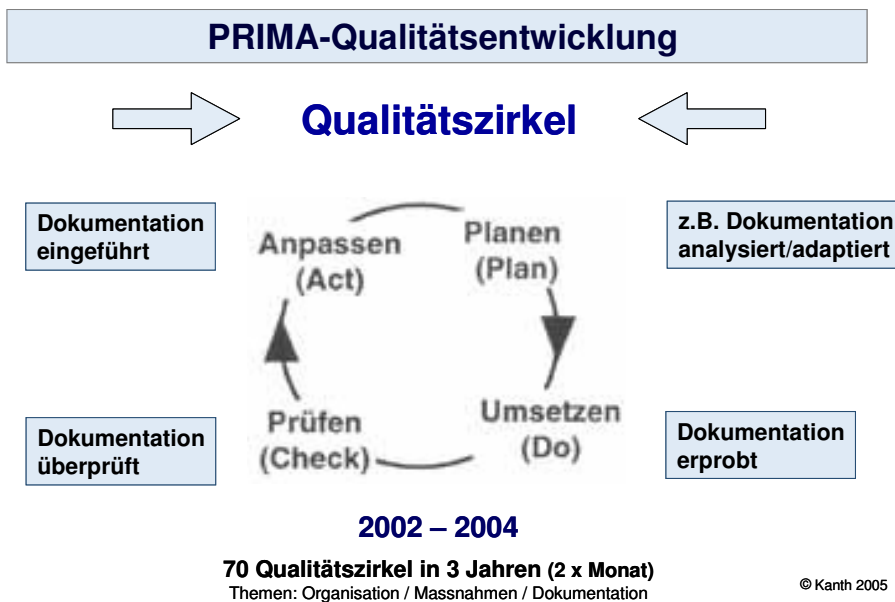 PRIMA-Qualitätsentwicklung
Qualitätszirkel
Dokumentation
eingeführt
Anpassen
(Act)
Planen
(Plan)
z.B. Dokumentation
analysiert/adaptiert
Dokumentation
überprüft
Prüfen
(Check)
Umsetzen
(Do)
Dokumentation
erprobt
2002 – 2004
70 Qualitätszirkel in 3 Jahren (2 x Monat)
Themen: Organisation / Massnahmen / Dokumentation
© Kanth 2005